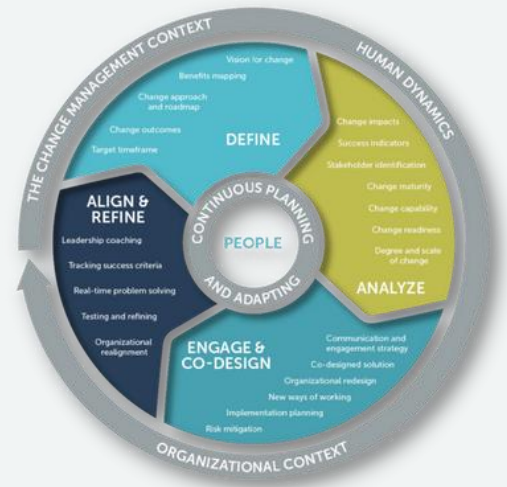 THE CHANGE MANAGEMENT CONTEXT
HUMAN DYNAMICS
ORGANIZATIONAL CONTEXT
Vision for change
Benefits mapping
Change approach
and roadmap
Change outcomes
Target timeframe
DEFINE
Change impacts
Success indicators
Stakeholder identification
Change maturity
Change capability
Change readiness
Degree and scale
of change
ANALYZE
Communication and
engagement strategy
Co-designed solution
Organizational redesign
New ways of working
Implementation planning
Risk mitigation
ENGAGE &
CO-DESIGN
ALIGN &
REFINE
Leadership coaching
Tracking success criteria
Real-time problem solving
Testing and refining
Organizational
realignment
CONTINUOUS PLANNING
AND ADAPTING
PEOPLE